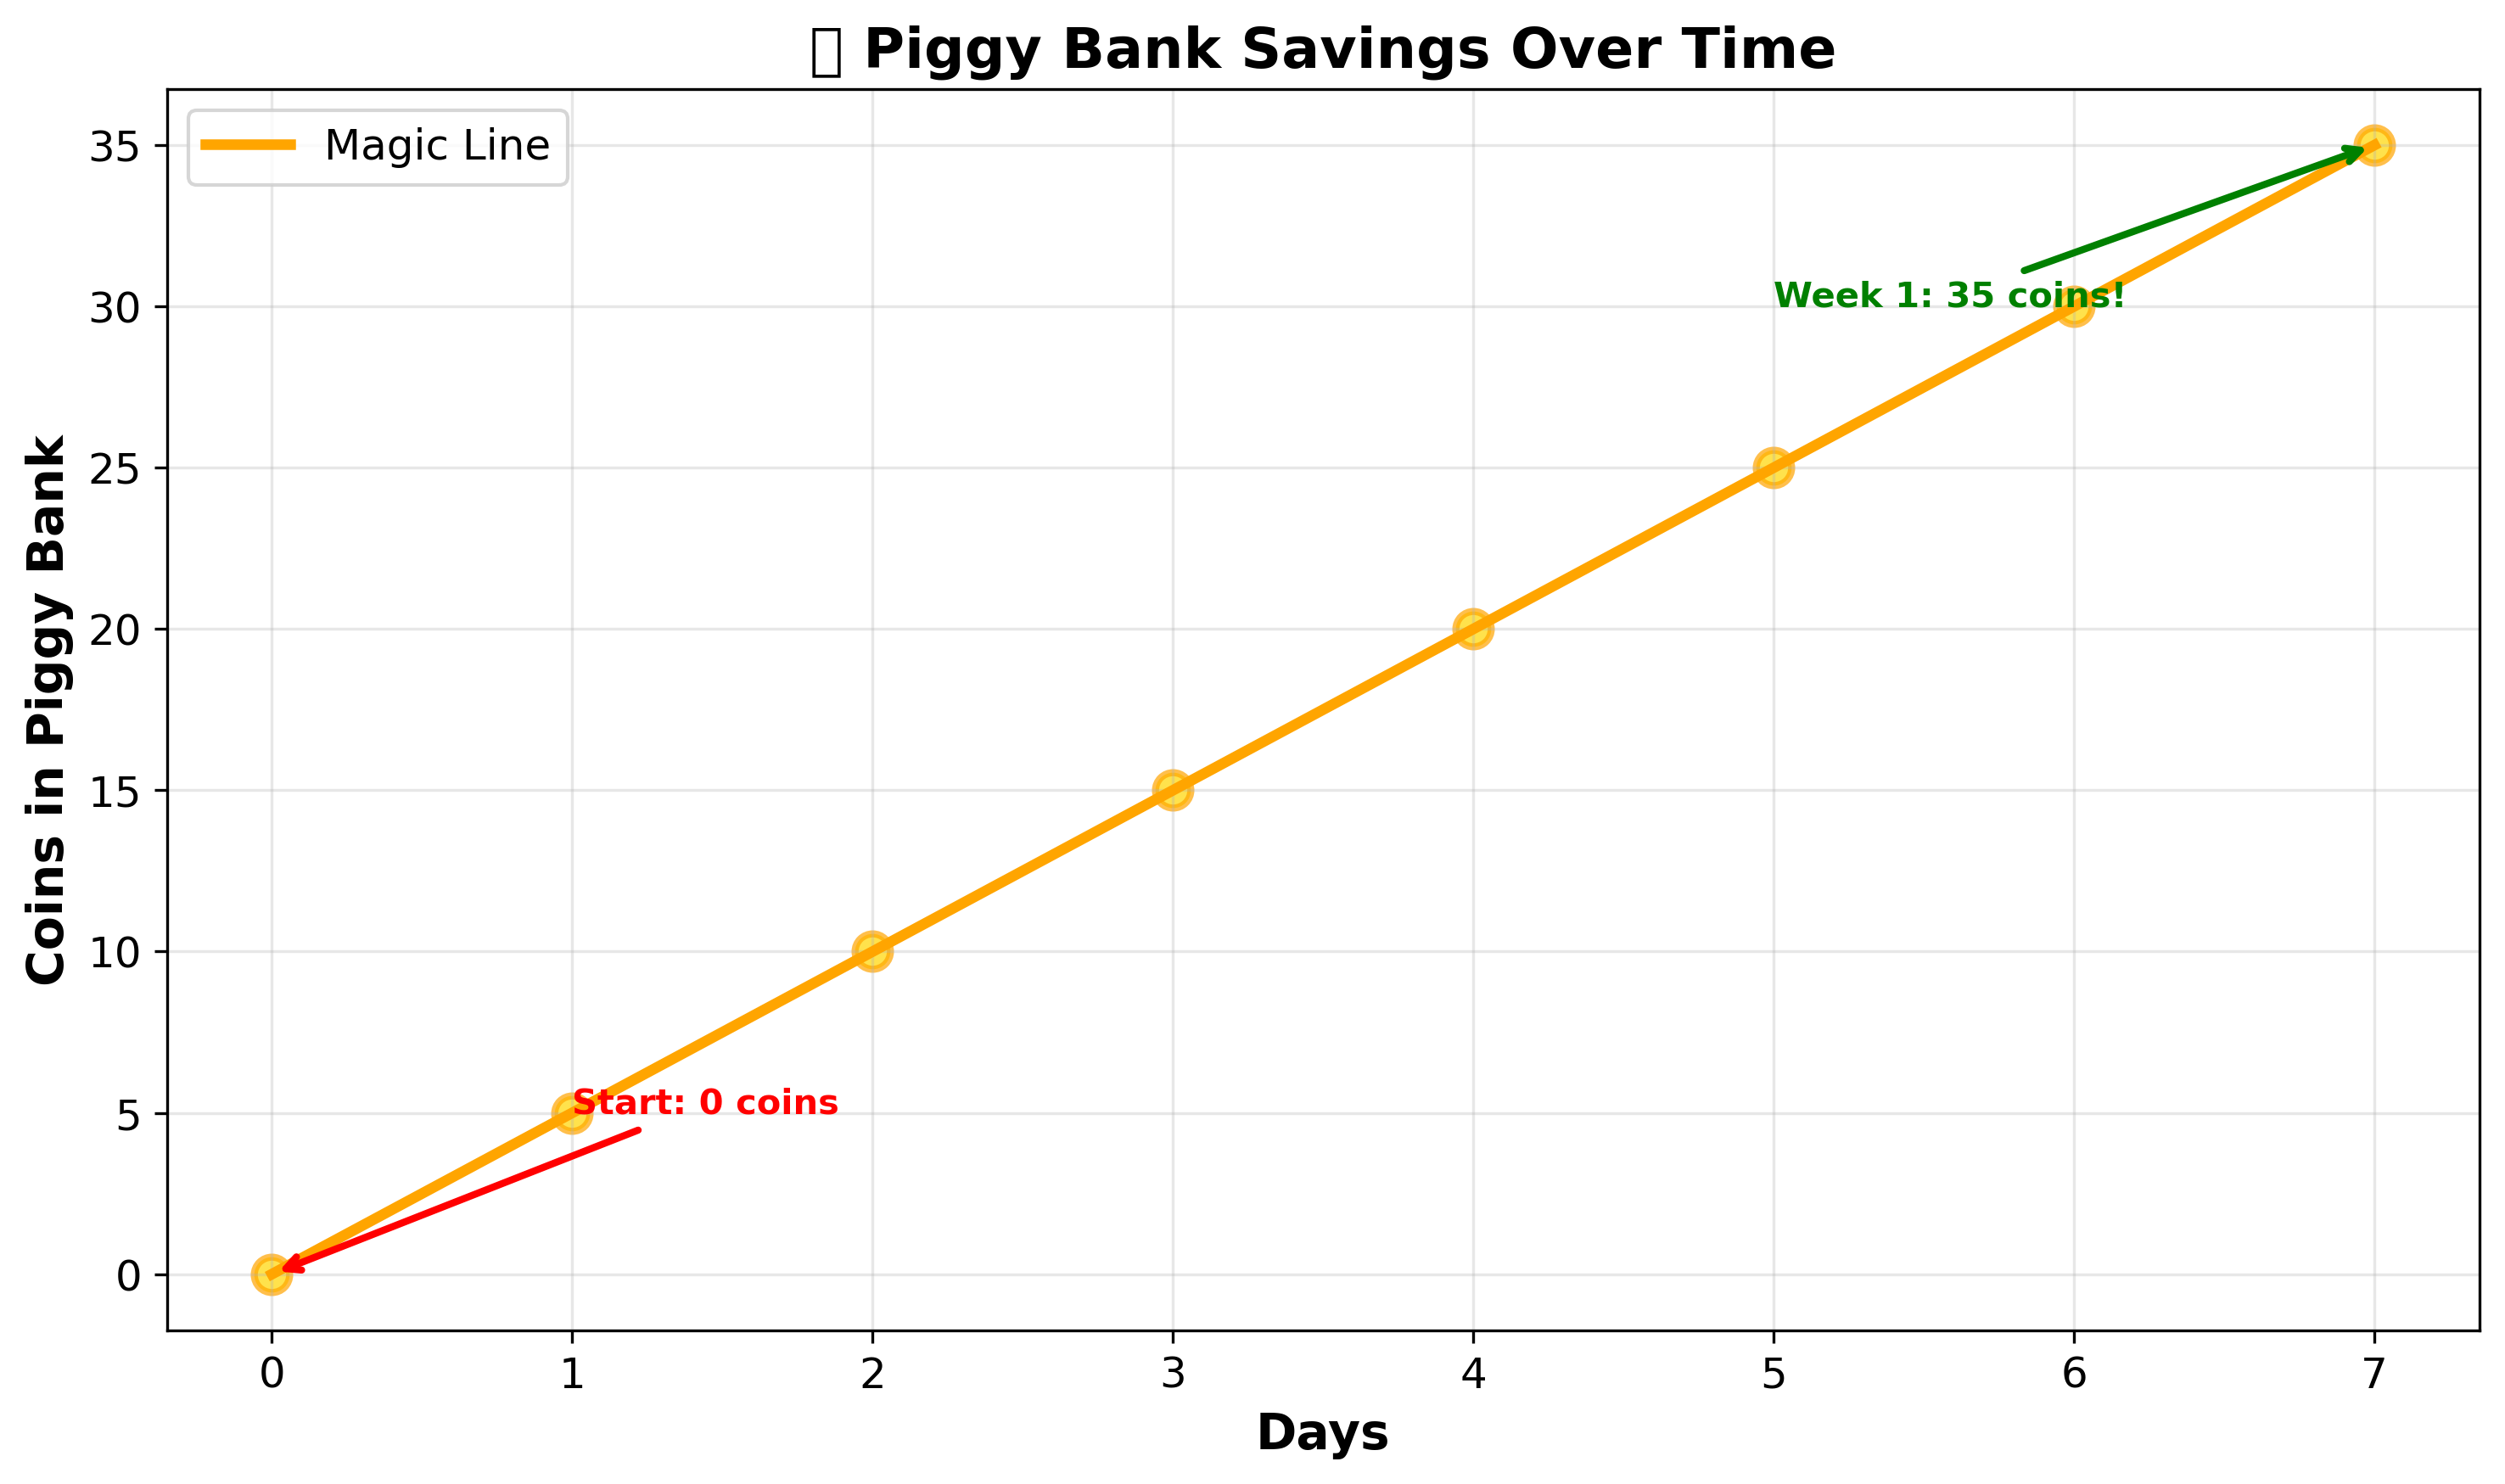 ▯ Piggy Bank Savings Over Time
Magic Line
Coins in Piggy Bank
35
30
25
20
15
10
5
0
Week 1: 35 coins!
Start: 0 coins
0 1 2 3 4 5 6 7
Days